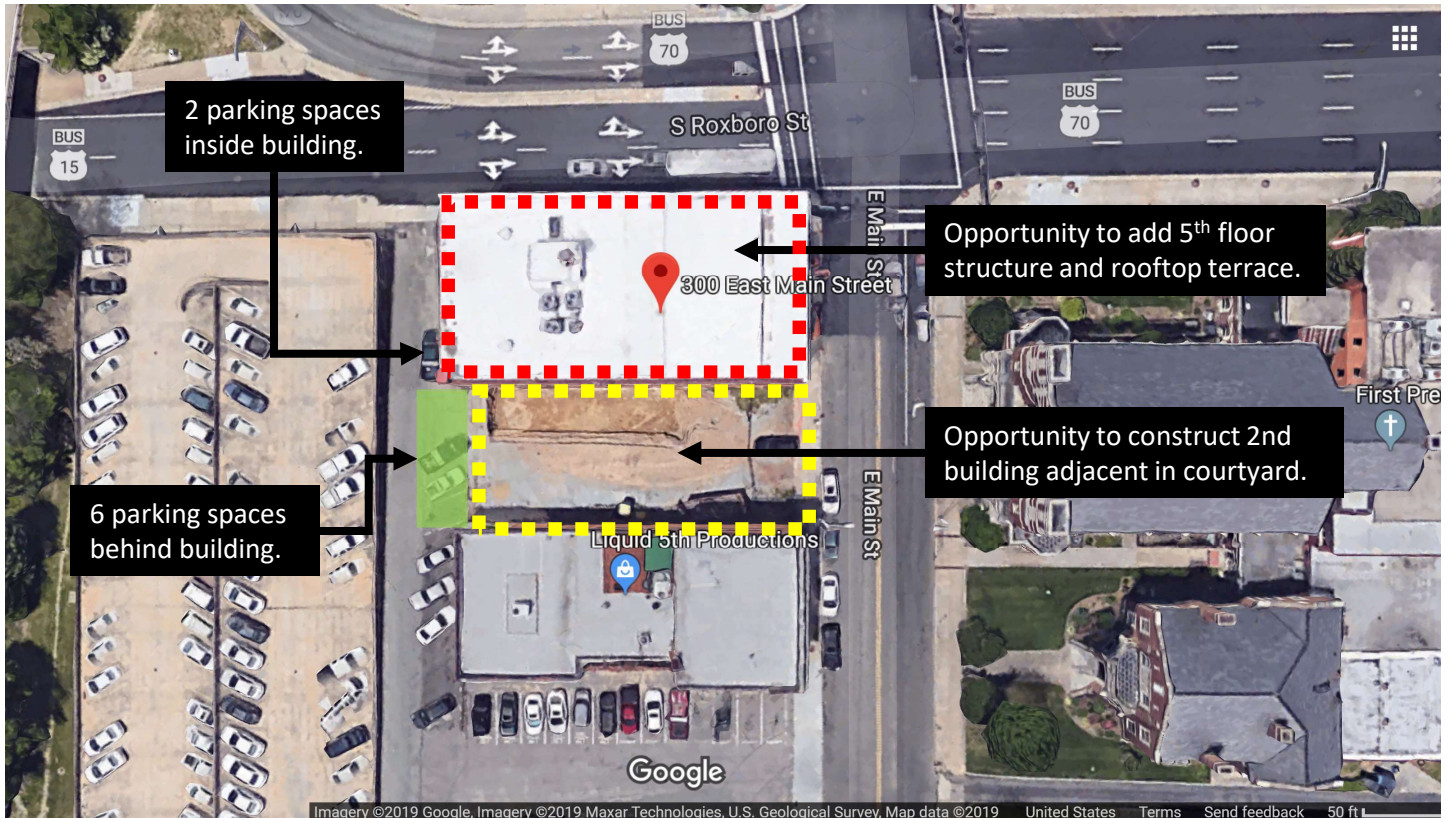 70
BUS
70
2 parking spaces
inside building.
BUS
70
S Roxboro St
BUS
15
E Main St
Opportunity to add 5th floor
structure and rooftop terrace.
300 East Main Street
First Pre
Opportunity to construct 2nd
building adjacent in courtyard.
E Main St
6 parking spaces
behind building.
Liquid 5th Productions
Google
Imagery ©2019 Google, Imagery ©2019 Maxar Technologies, U.S. Geological Survey, Map data ©2019 United States Terms Send feedback 50 ft